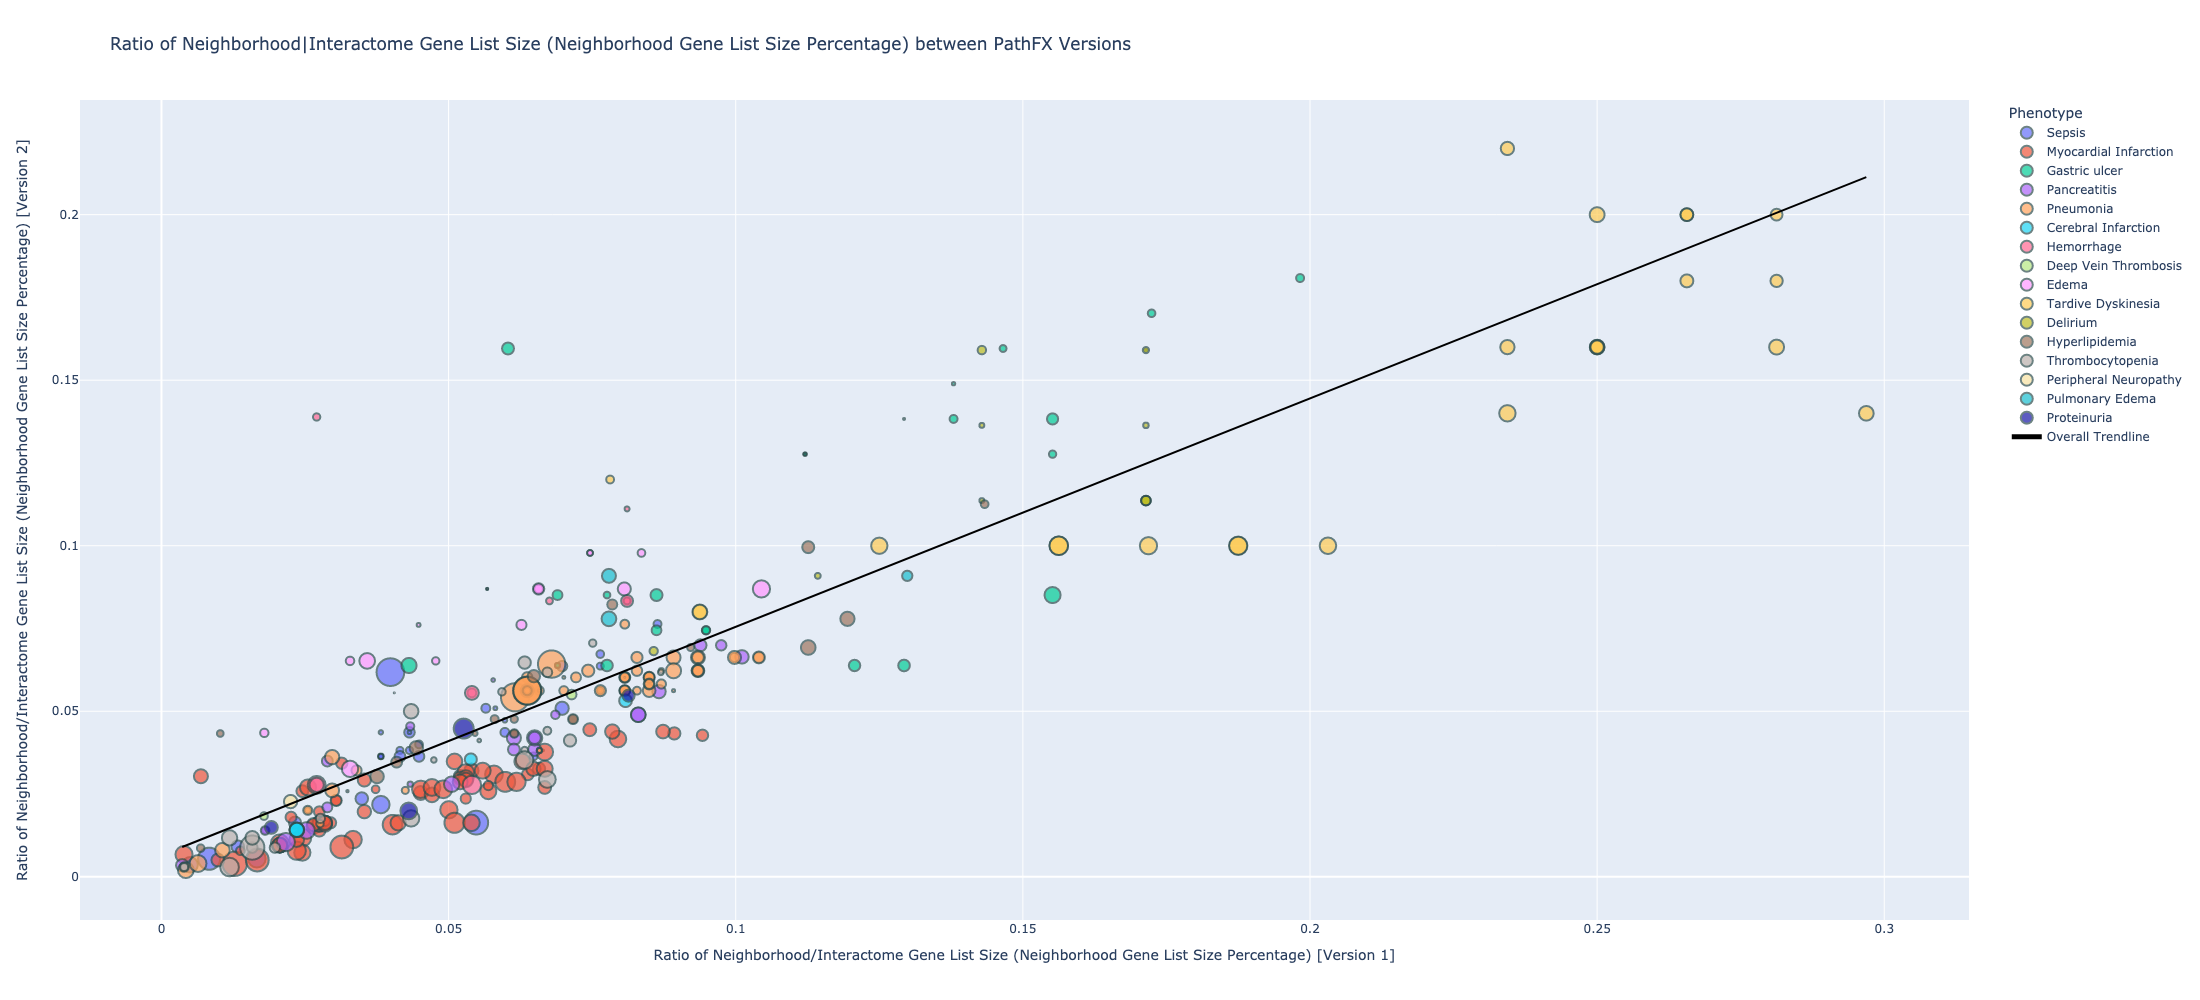 Ratio of Neighborhood|Interactome Gene List Size (Neighborhood Gene List Size Percentage) between PathFX Versions
Ratio of Neighborhood/Interactome Gene List Size (Neighborhood Gene List Size Percentage) [Version 2]
0.2
0.15
0.1
0.05
0
0
0.05
0.1
0.15
0.2
0.25
0.3
Ratio of Neighborhood/Interactome Gene List Size (Neighborhood Gene List Size Percentage) [Version 1]
Phenotype
Sepsis
Myocardial Infarction
Gastric ulcer
Pancreatitis
Pneumonia
Cerebral Infarction
Hemorrhage
Deep Vein Thrombosis
Edema
Tardive Dyskinesia
Delirium
Hyperlipidemia
Thrombocytopenia
Peripheral Neuropathy
Pulmonary Edema
Proteinuria
Overall Trendline